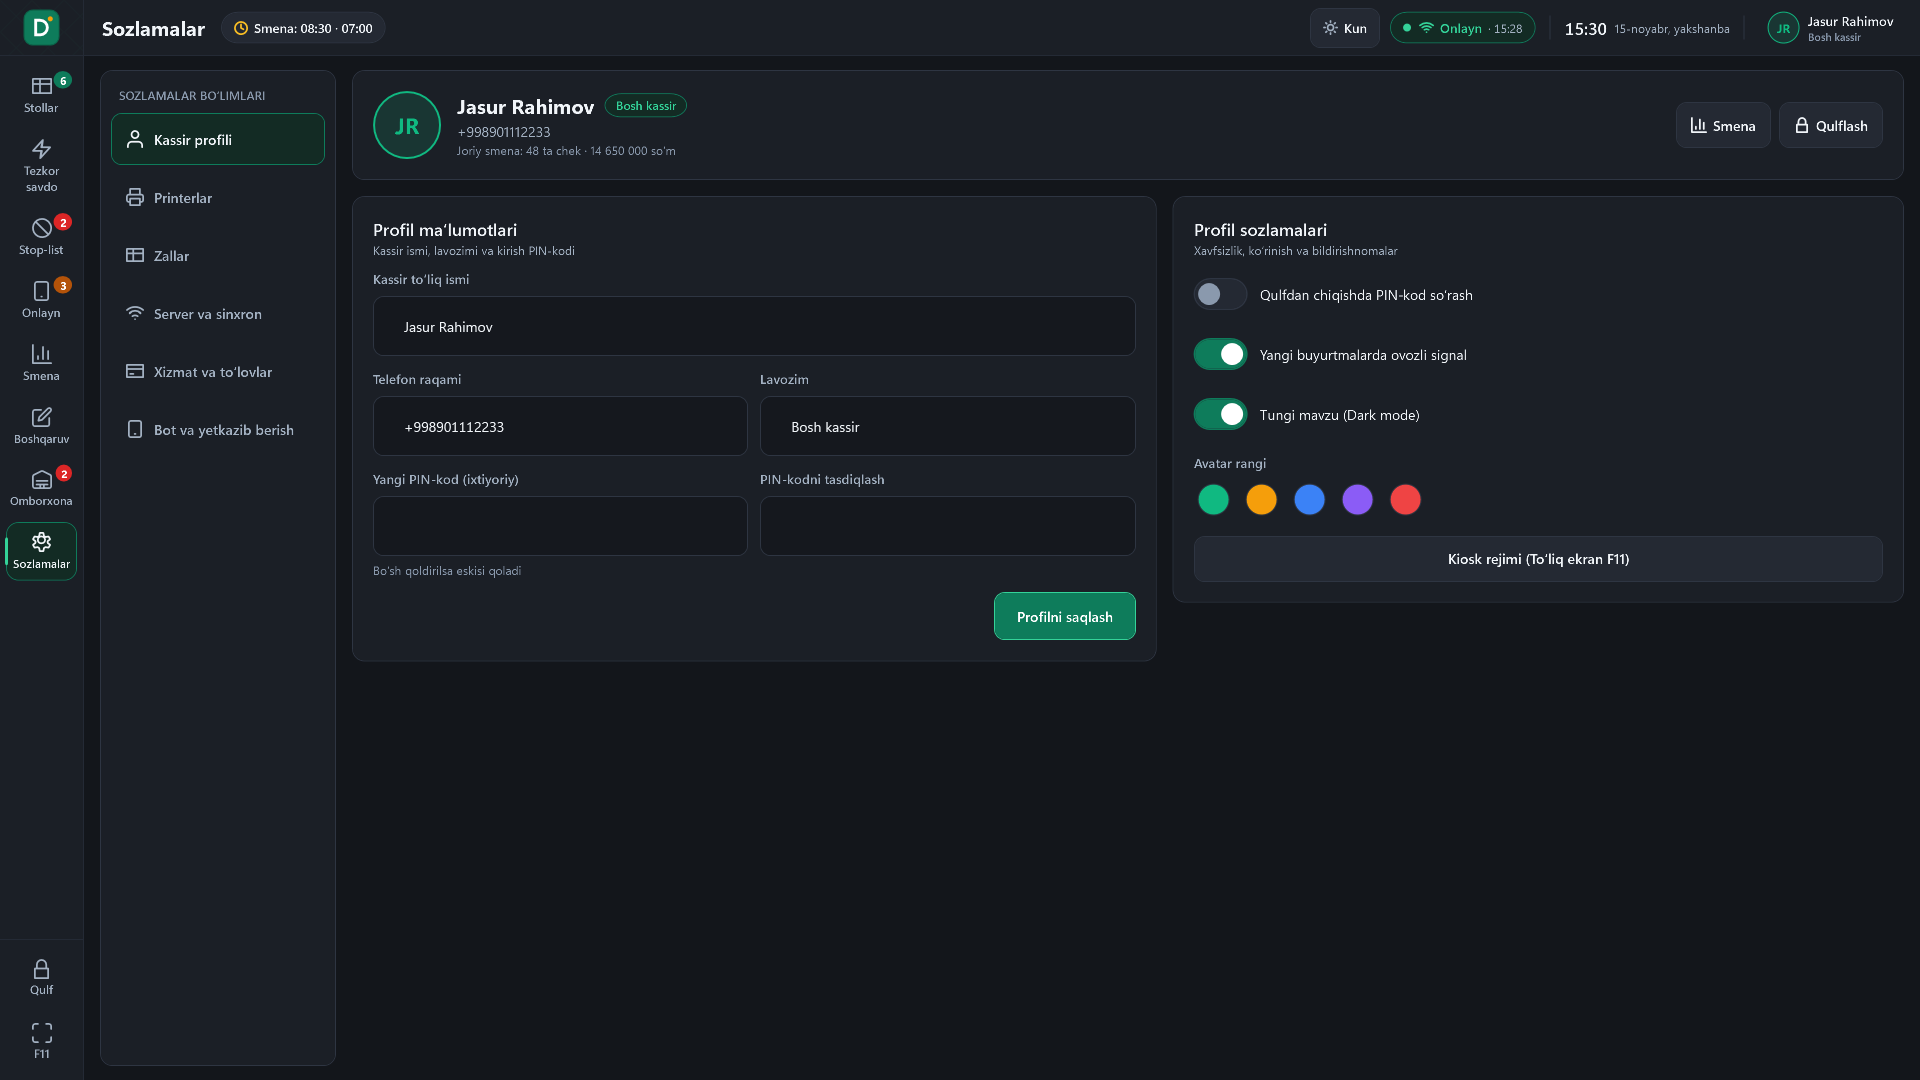 D
Sozlamalar
Smena: 08:30 · 07:00
Kun
Onlayn · 15:28
15:30 15-noyabr, yakshanba
JR
Jasur Rahimov
Bosh kassir
6
Stollar
Tezkor
savdo
2
Stop-list
3
Onlayn
Smena
Boshqaruv
2
Omborxona
Sozlamalar
Qulf
F11
SOZLAMALAR BO‘LIMLARI
Kassir profili
Printerlar
Zallar
Server va sinxron
Xizmat va to‘lovlar
Bot va yetkazib berish
JR
Jasur Rahimov
Bosh kassir
+998901112233
Joriy smena: 48 ta chek · 14 650 000 so‘m
Smena
Qulflash
Profil ma’lumotlari
Kassir ismi, lavozimi va kirish PIN-kodi
Kassir to‘liq ismi
Jasur Rahimov
Telefon raqami
+998901112233
Lavozim
Bosh kassir
Yangi PIN-kod (ixtiyoriy)
PIN-kodni tasdiqlash
Bo‘sh qoldirilsa eskisi qoladi
Profilni saqlash
Profil sozlamalari
Xavfsizlik, ko‘rinish va bildirishnomalar
Qulfdan chiqishda PIN-kod so‘rash
Yangi buyurtmalarda ovozli signal
Tungi mavzu (Dark mode)
Avatar rangi
Kiosk rejimi (To‘liq ekran F11)